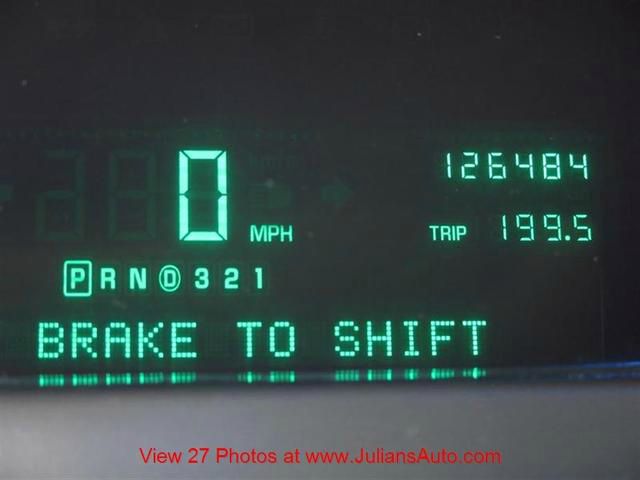 126484
0 MPH TRIP 199.5
P R N D 3 2 1
BRAKE TO SHIFT
View 27 Photos at www.JuliansAuto.com